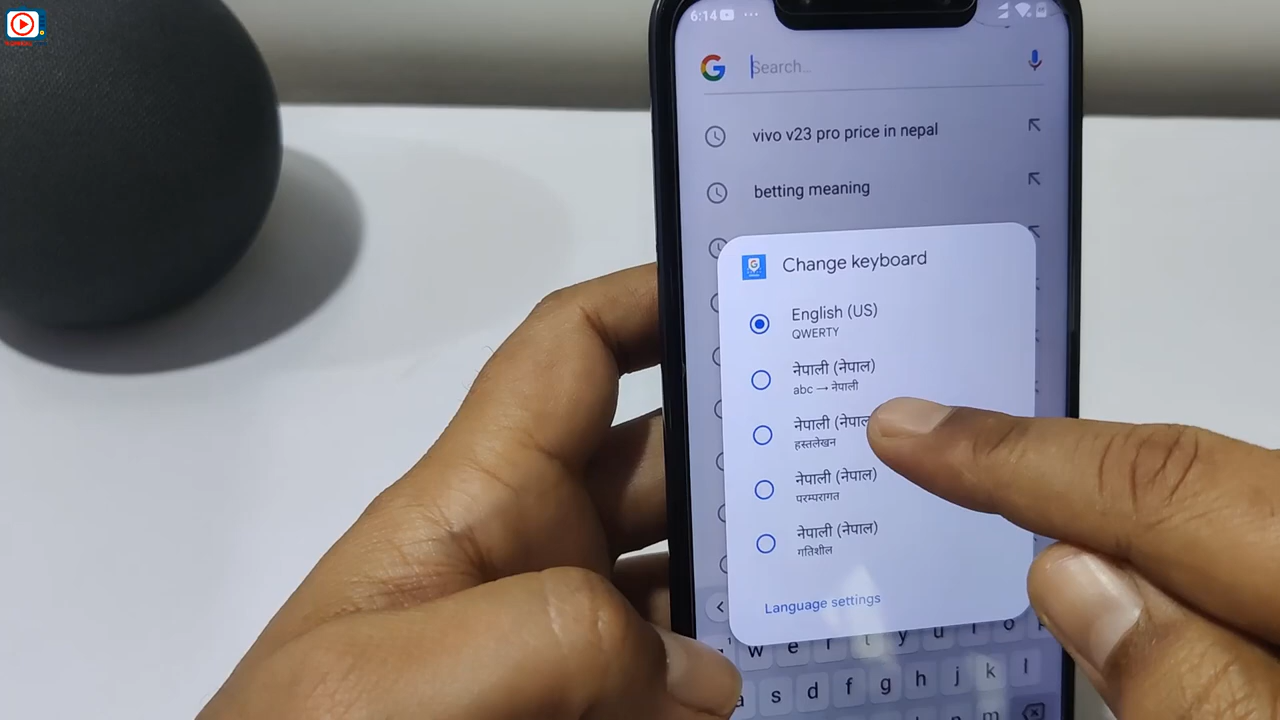 6:14
Search...
vivo v23 pro price in nepal
betting meaning
Change keyboard
English (US)
QWERTY
नेपाली (नेपाल)
abc → नेपाली
नेपाली (नेपाल
हस्तलेखन
नेपाली (नेपाल)
परम्परागत
नेपाली (नेपाल)
गतिशील
Language settings
w e r t y u i o p
a s d f g h j k l
n m